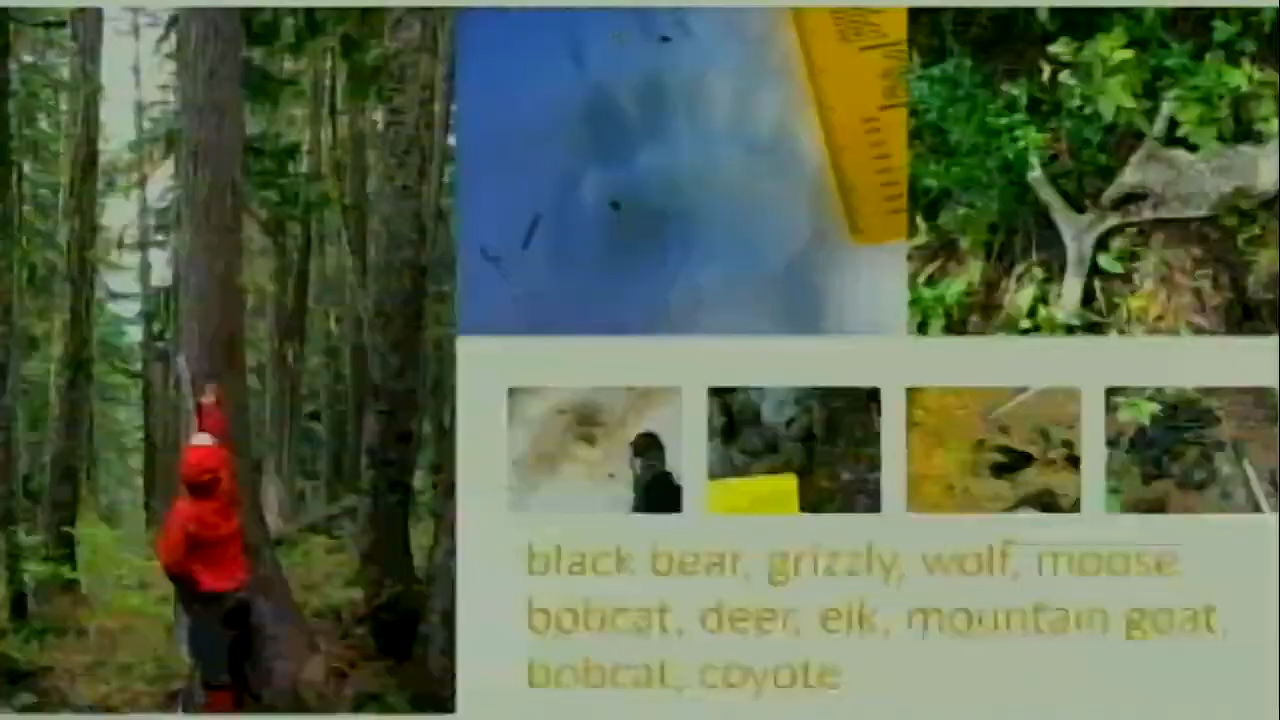 black bear, grizzly, wolf, moose
bobcat, deer, elk, mountain goat,
bobcat, coyote